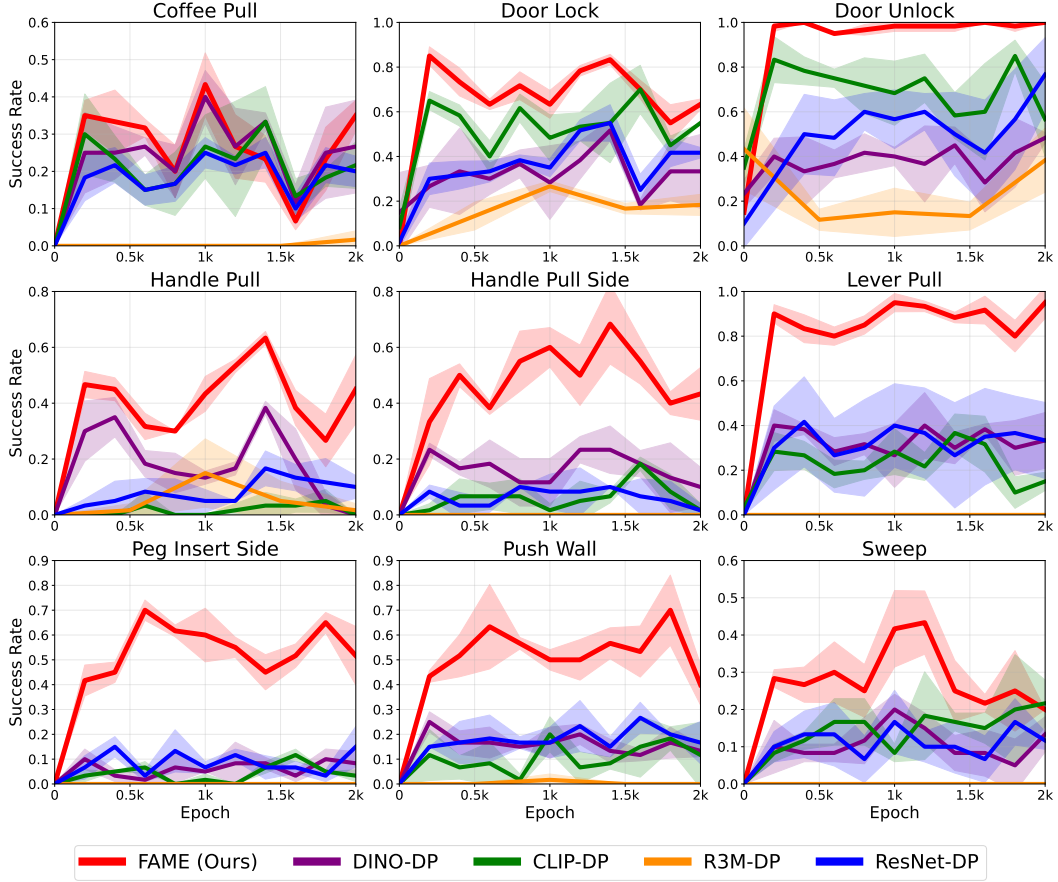 Coffee Pull
Door Lock
Door Unlock
Success Rate
0.6
0.5
0.4
0.3
0.2
0.1
0.0
0 0.5k 1k 1.5k 2k
1.0
0.8
0.6
0.4
0.2
0.0
0 0.5k 1k 1.5k 2k
1.0
0.8
0.6
0.4
0.2
0.0
0 0.5k 1k 1.5k 2k
Handle Pull
Handle Pull Side
Lever Pull
Success Rate
0.8
0.6
0.4
0.2
0.0
0 0.5k 1k 1.5k 2k
0.8
0.6
0.4
0.2
0.0
0 0.5k 1k 1.5k 2k
1.0
0.8
0.6
0.4
0.2
0.0
0 0.5k 1k 1.5k 2k
Peg Insert Side
Push Wall
Sweep
Success Rate
0.9
0.7
0.6
0.5
0.4
0.3
0.2
0.1
0.0
0 0.5k 1k 1.5k 2k
Epoch
0.9
0.7
0.6
0.5
0.4
0.3
0.2
0.1
0.0
0 0.5k 1k 1.5k 2k
Epoch
0.6
0.5
0.4
0.3
0.2
0.1
0.0
0 0.5k 1k 1.5k 2k
Epoch
FAME (Ours) DINO-DP CLIP-DP R3M-DP ResNet-DP